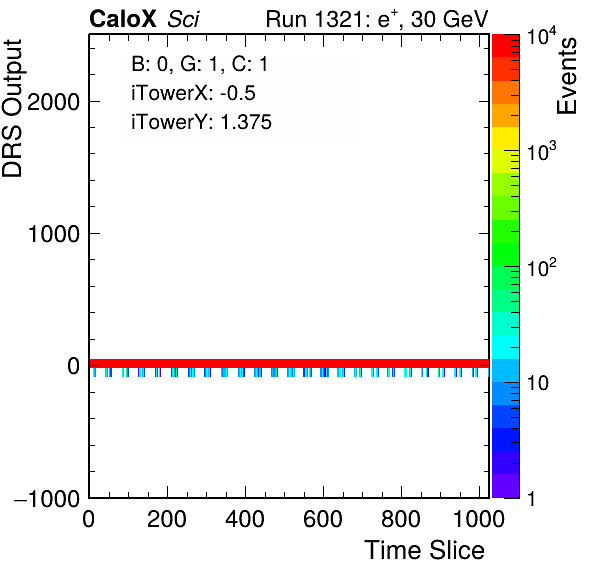 CaloX Sci
Run 1321: e+, 30 GeV
B: 0, G: 1, C: 1
iTowerX: -0.5
iTowerY: 1.375
DRS Output
2000
1000
0
−1000
0 200 400 600 800 1000
Time Slice
10^4
10^3
10^2
10
1
Events